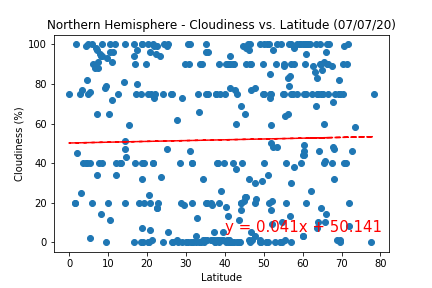 Northern Hemisphere - Cloudiness vs. Latitude (07/07/20)
Cloudiness (%)
100
80
60
40
20
0
y = 0.041x + 50.141
0 10 20 30 40 50 60 70 80
Latitude